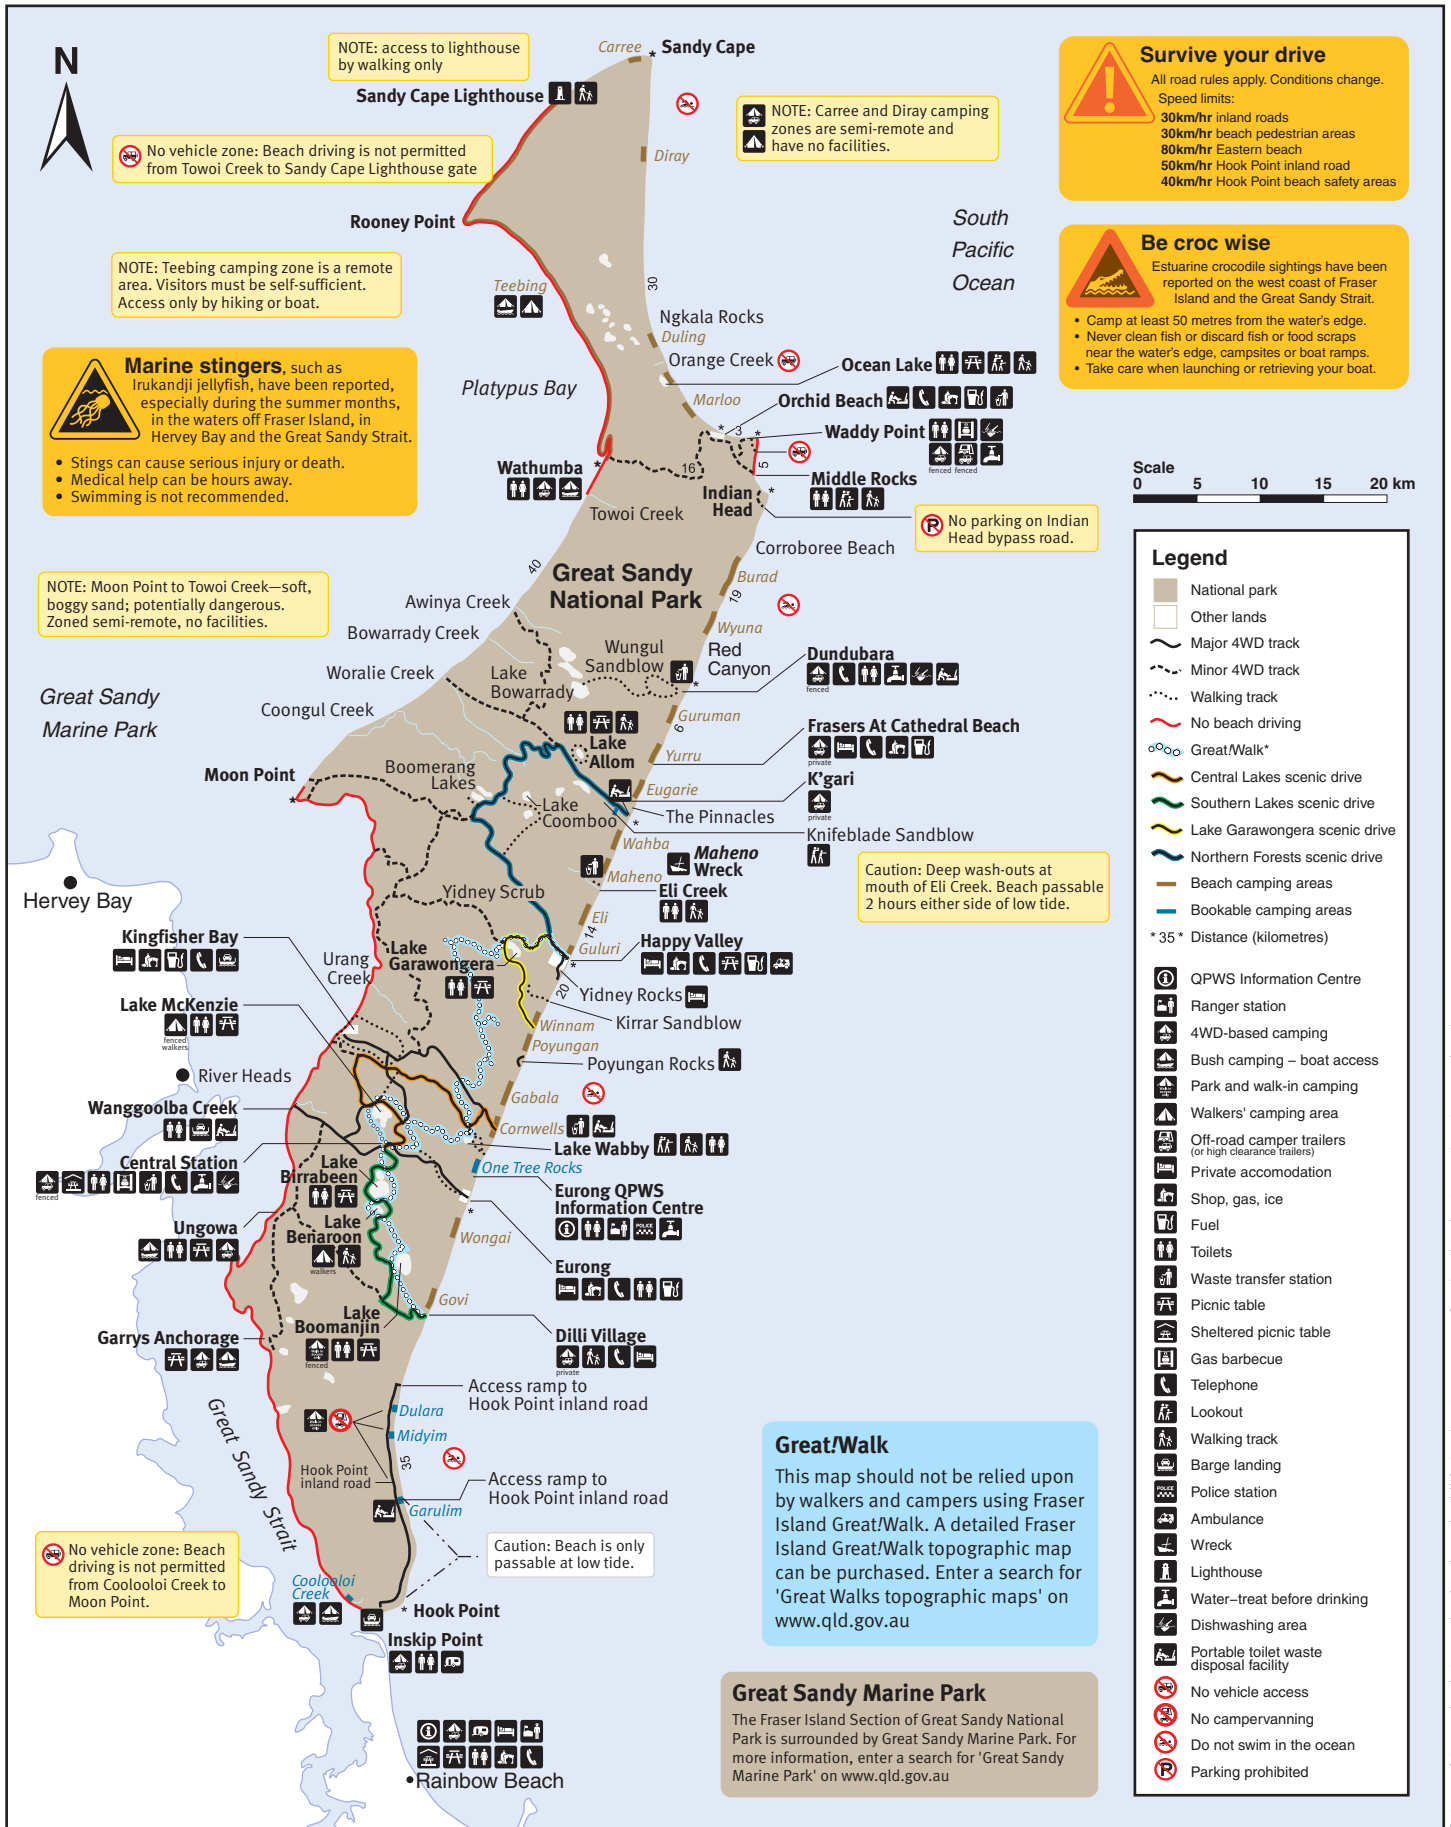 N
NOTE: access to lighthouse
by walking only
Carree
* Sandy Cape
Sandy Cape Lighthouse
No vehicle zone: Beach driving is not permitted
from Towoi Creek to Sandy Cape Lighthouse gate
NOTE: Carree and Diray camping
zones are semi-remote and
have no facilities.
Diray
Survive your drive
All road rules apply. Conditions change.
Speed limits:
30km/hr inland roads
30km/hr beach pedestrian areas
80km/hr Eastern beach
50km/hr Hook Point inland road
40km/hr Hook Point beach safety areas
Rooney Point
South
Pacific
Ocean
Be croc wise
Estuarine crocodile sightings have been
reported on the west coast of Fraser
Island and the Great Sandy Strait.
• Camp at least 50 metres from the water's edge.
• Never clean fish or discard fish or food scraps
near the water's edge, campsites or boat ramps.
• Take care when launching or retrieving your boat.
NOTE: Teebing camping zone is a remote
area. Visitors must be self-sufficient.
Access only by hiking or boat.
Teebing
30
Ngkala Rocks
Duling
Orange Creek
Marine stingers, such as
Irukandji jellyfish, have been reported,
especially during the summer months,
in the waters off Fraser Island, in
Hervey Bay and the Great Sandy Strait.
• Stings can cause serious injury or death.
• Medical help can be hours away.
• Swimming is not recommended.
Platypus Bay
Ocean Lake
Marloo
Orchid Beach
* 3 *
Waddy Point
fenced
fenced
Wathumba *
16
5
Middle Rocks
Indian
Head
*
Towoi Creek
No parking on Indian
Head bypass road.
Corroboree Beach
Scale
0 5 10 15 20 km
40
Great Sandy
National Park
Burad
19
Wyuna
NOTE: Moon Point to Towoi Creek—soft,
boggy sand; potentially dangerous.
Zoned semi-remote, no facilities.
Awinya Creek
Bowarrady Creek
Woralie Creek
Coongul Creek
Wungul
Sandblow
Red
Canyon
*
Lake
Bowarrady
Dundubara
fenced
Great Sandy
Marine Park
Guruman
6
Yurru
Frasers At Cathedral Beach
private
Lake
Allom
Moon Point
*
Boomerang
Lakes
Eugarie
K'gari
private
Lake
Coomboo
The Pinnacles
*
Knifeblade Sandblow
Wahba
Maheno
Wreck
Maheno
Caution: Deep wash-outs at
mouth of Eli Creek. Beach passable
2 hours either side of low tide.
Hervey Bay
Yidney Scrub
Eli Creek
Eli
14
Guluri
Kingfisher Bay
Urang
Creek
Lake
Garawongera
Happy Valley
*
20
Yidney Rocks
Lake McKenzie
fenced
walkers
Kirrar Sandblow
Winnam
Poyungan
Poyungan Rocks
River Heads
Wanggoolba Creek
Gabala
Cornwells
Lake Wabby
Central Station
fenced
Lake
Birrabeen
One Tree Rocks
Eurong QPWS
Information Centre
POLICE
*
Ungowa
Lake
Benaroon
walkers
Wongai
Eurong
Govi
Lake
Boomanjin
fenced
Garrys Anchorage
Dilli Village
private
Access ramp to
Hook Point inland road
Dulara
Midyim
Great Sandy Strait
Hook Point
inland road
35
Access ramp to
Hook Point inland road
Garulim
Caution: Beach is only
passable at low tide.
No vehicle zone: Beach
driving is not permitted
from Coolooloi Creek to
Moon Point.
Coolooloi
Creek
* Hook Point
Inskip Point
•Rainbow Beach
Great!Walk
This map should not be relied upon
by walkers and campers using Fraser
Island Great!Walk. A detailed Fraser
Island Great!Walk topographic map
can be purchased. Enter a search for
'Great Walks topographic maps' on
www.qld.gov.au
Great Sandy Marine Park
The Fraser Island Section of Great Sandy National
Park is surrounded by Great Sandy Marine Park. For
more information, enter a search for 'Great Sandy
Marine Park' on www.qld.gov.au
Legend
National park
Other lands
Major 4WD track
Minor 4WD track
Walking track
No beach driving
Great!Walk*
Central Lakes scenic drive
Southern Lakes scenic drive
Lake Garawongera scenic drive
Northern Forests scenic drive
Beach camping areas
Bookable camping areas
* 35 * Distance (kilometres)
QPWS Information Centre
Ranger station
4WD-based camping
Bush camping – boat access
Park and walk-in camping
Walkers' camping area
Off-road camper trailers
(or high clearance trailers)
Private accomodation
Shop, gas, ice
Fuel
Toilets
Waste transfer station
Picnic table
Sheltered picnic table
Gas barbecue
Telephone
Lookout
Walking track
Barge landing
POLICE Police station
Ambulance
Wreck
Lighthouse
Water–treat before drinking
Dishwashing area
Portable toilet waste
disposal facility
No vehicle access
No campervanning
Do not swim in the ocean
P Parking prohibited